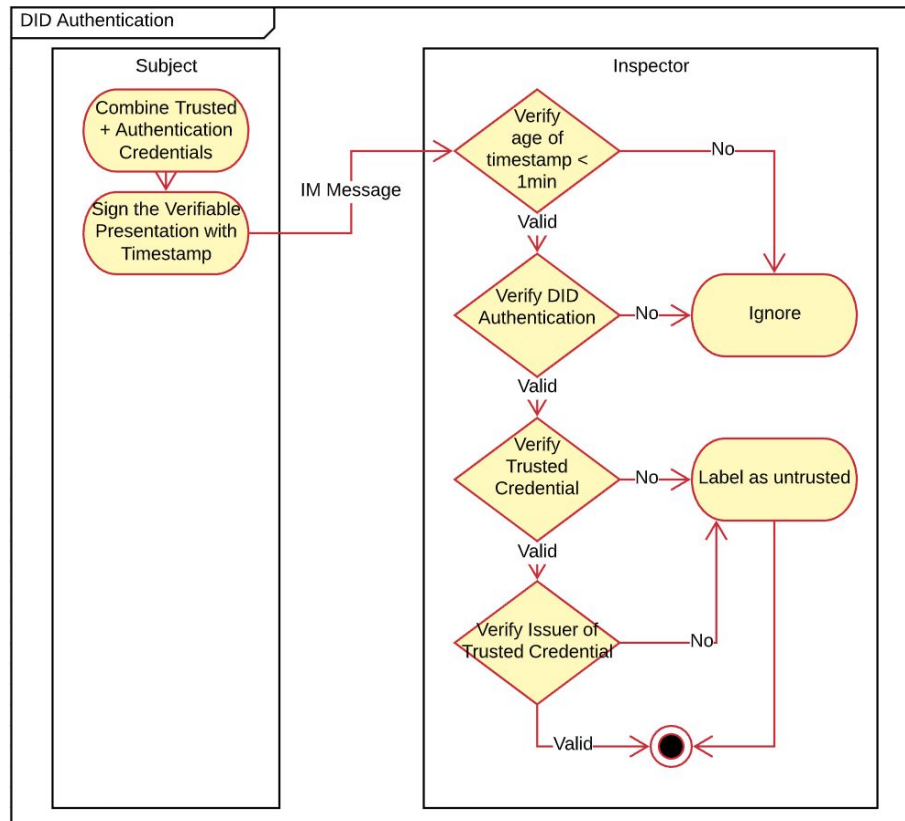 DID Authentication
Subject
Inspector
Combine Trusted
+ Authentication
Credentials
Sign the Verifiable
Presentation with
Timestamp
IM Message
Verify
age of
timestamp <
1min
No
Valid
Verify DID
Authentication
No
Ignore
Valid
Verify
Trusted
Credential
No
Label as untrusted
Valid
Verify Issuer of
Trusted Credential
No
Valid